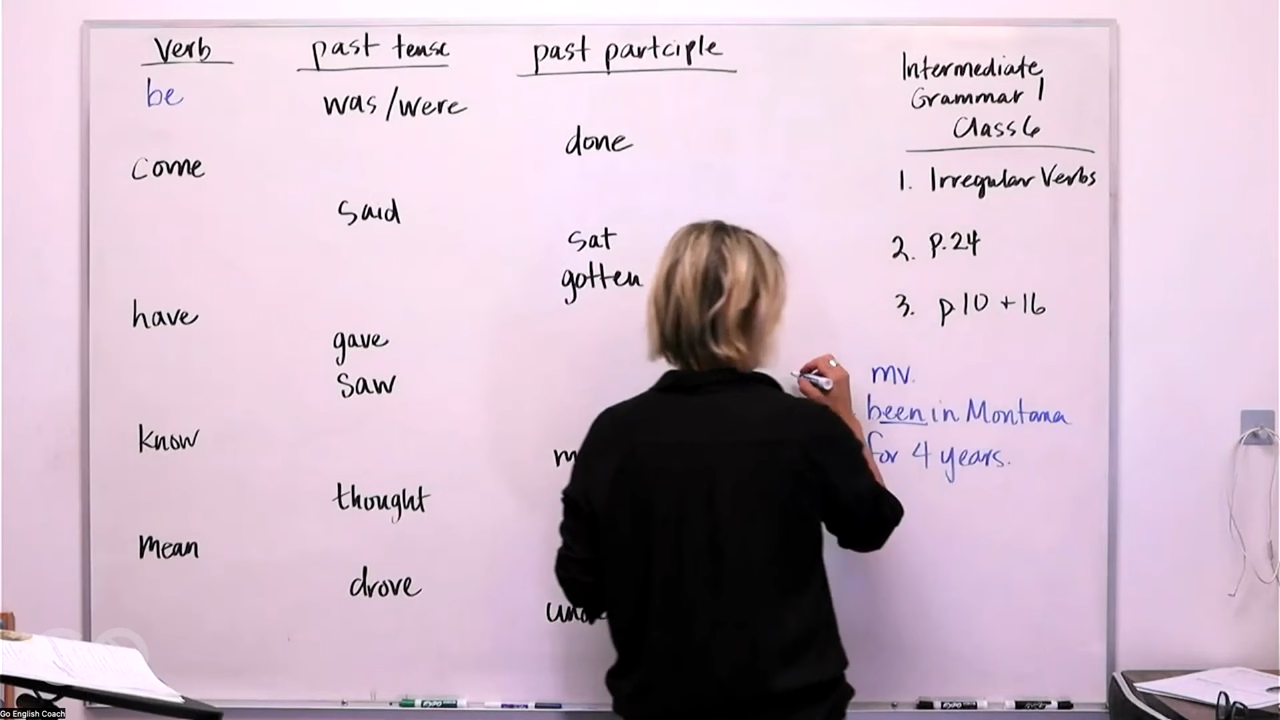 Verb past tense past partciple
be was/were
done
come
said
sat
gotten
have
gave
saw
know
thought
mean
drove
Intermediate
Grammar 1
Class 6
1. Irregular Verbs
2. p.24
3. p 10 + 16
mv.
been in Montana
for 4 years.
EXPO
Go English Coach